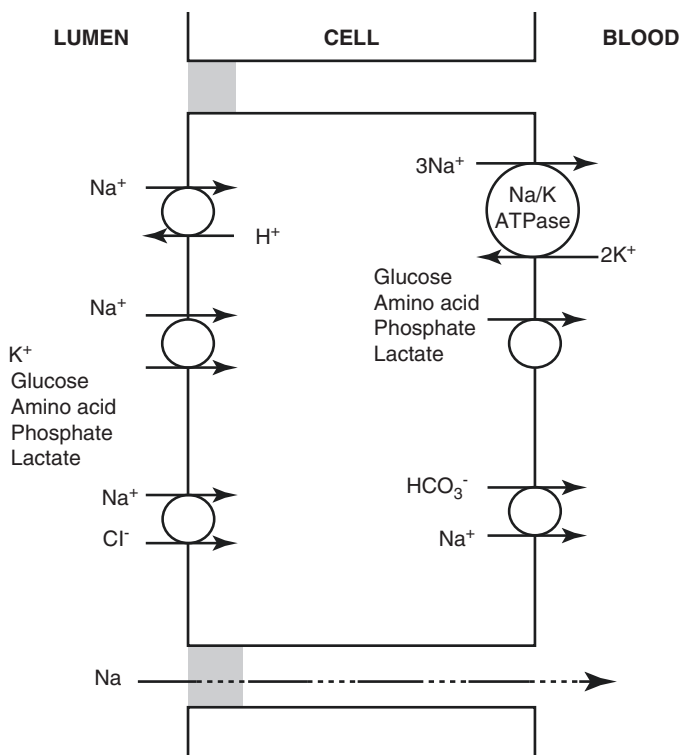 LUMEN CELL BLOOD
Na⁺
H⁺
Na⁺
K⁺
Glucose
Amino acid
Phosphate
Lactate
Na⁺
Cl⁻
3Na⁺
Na/K
ATPase
2K⁺
Glucose
Amino acid
Phosphate
Lactate
HCO₃⁻
Na⁺
Na